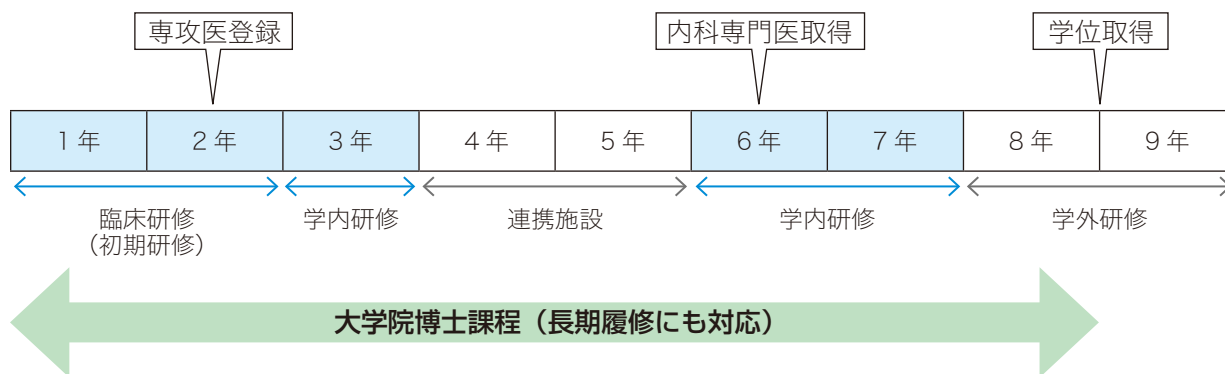 専攻医登録
内科専門医取得
学位取得
1年
2年
3年
4年
5年
6年
7年
8年
9年
臨床研修
（初期研修）
学内研修
連携施設
学内研修
学外研修
大学院博士課程（長期履修にも対応）